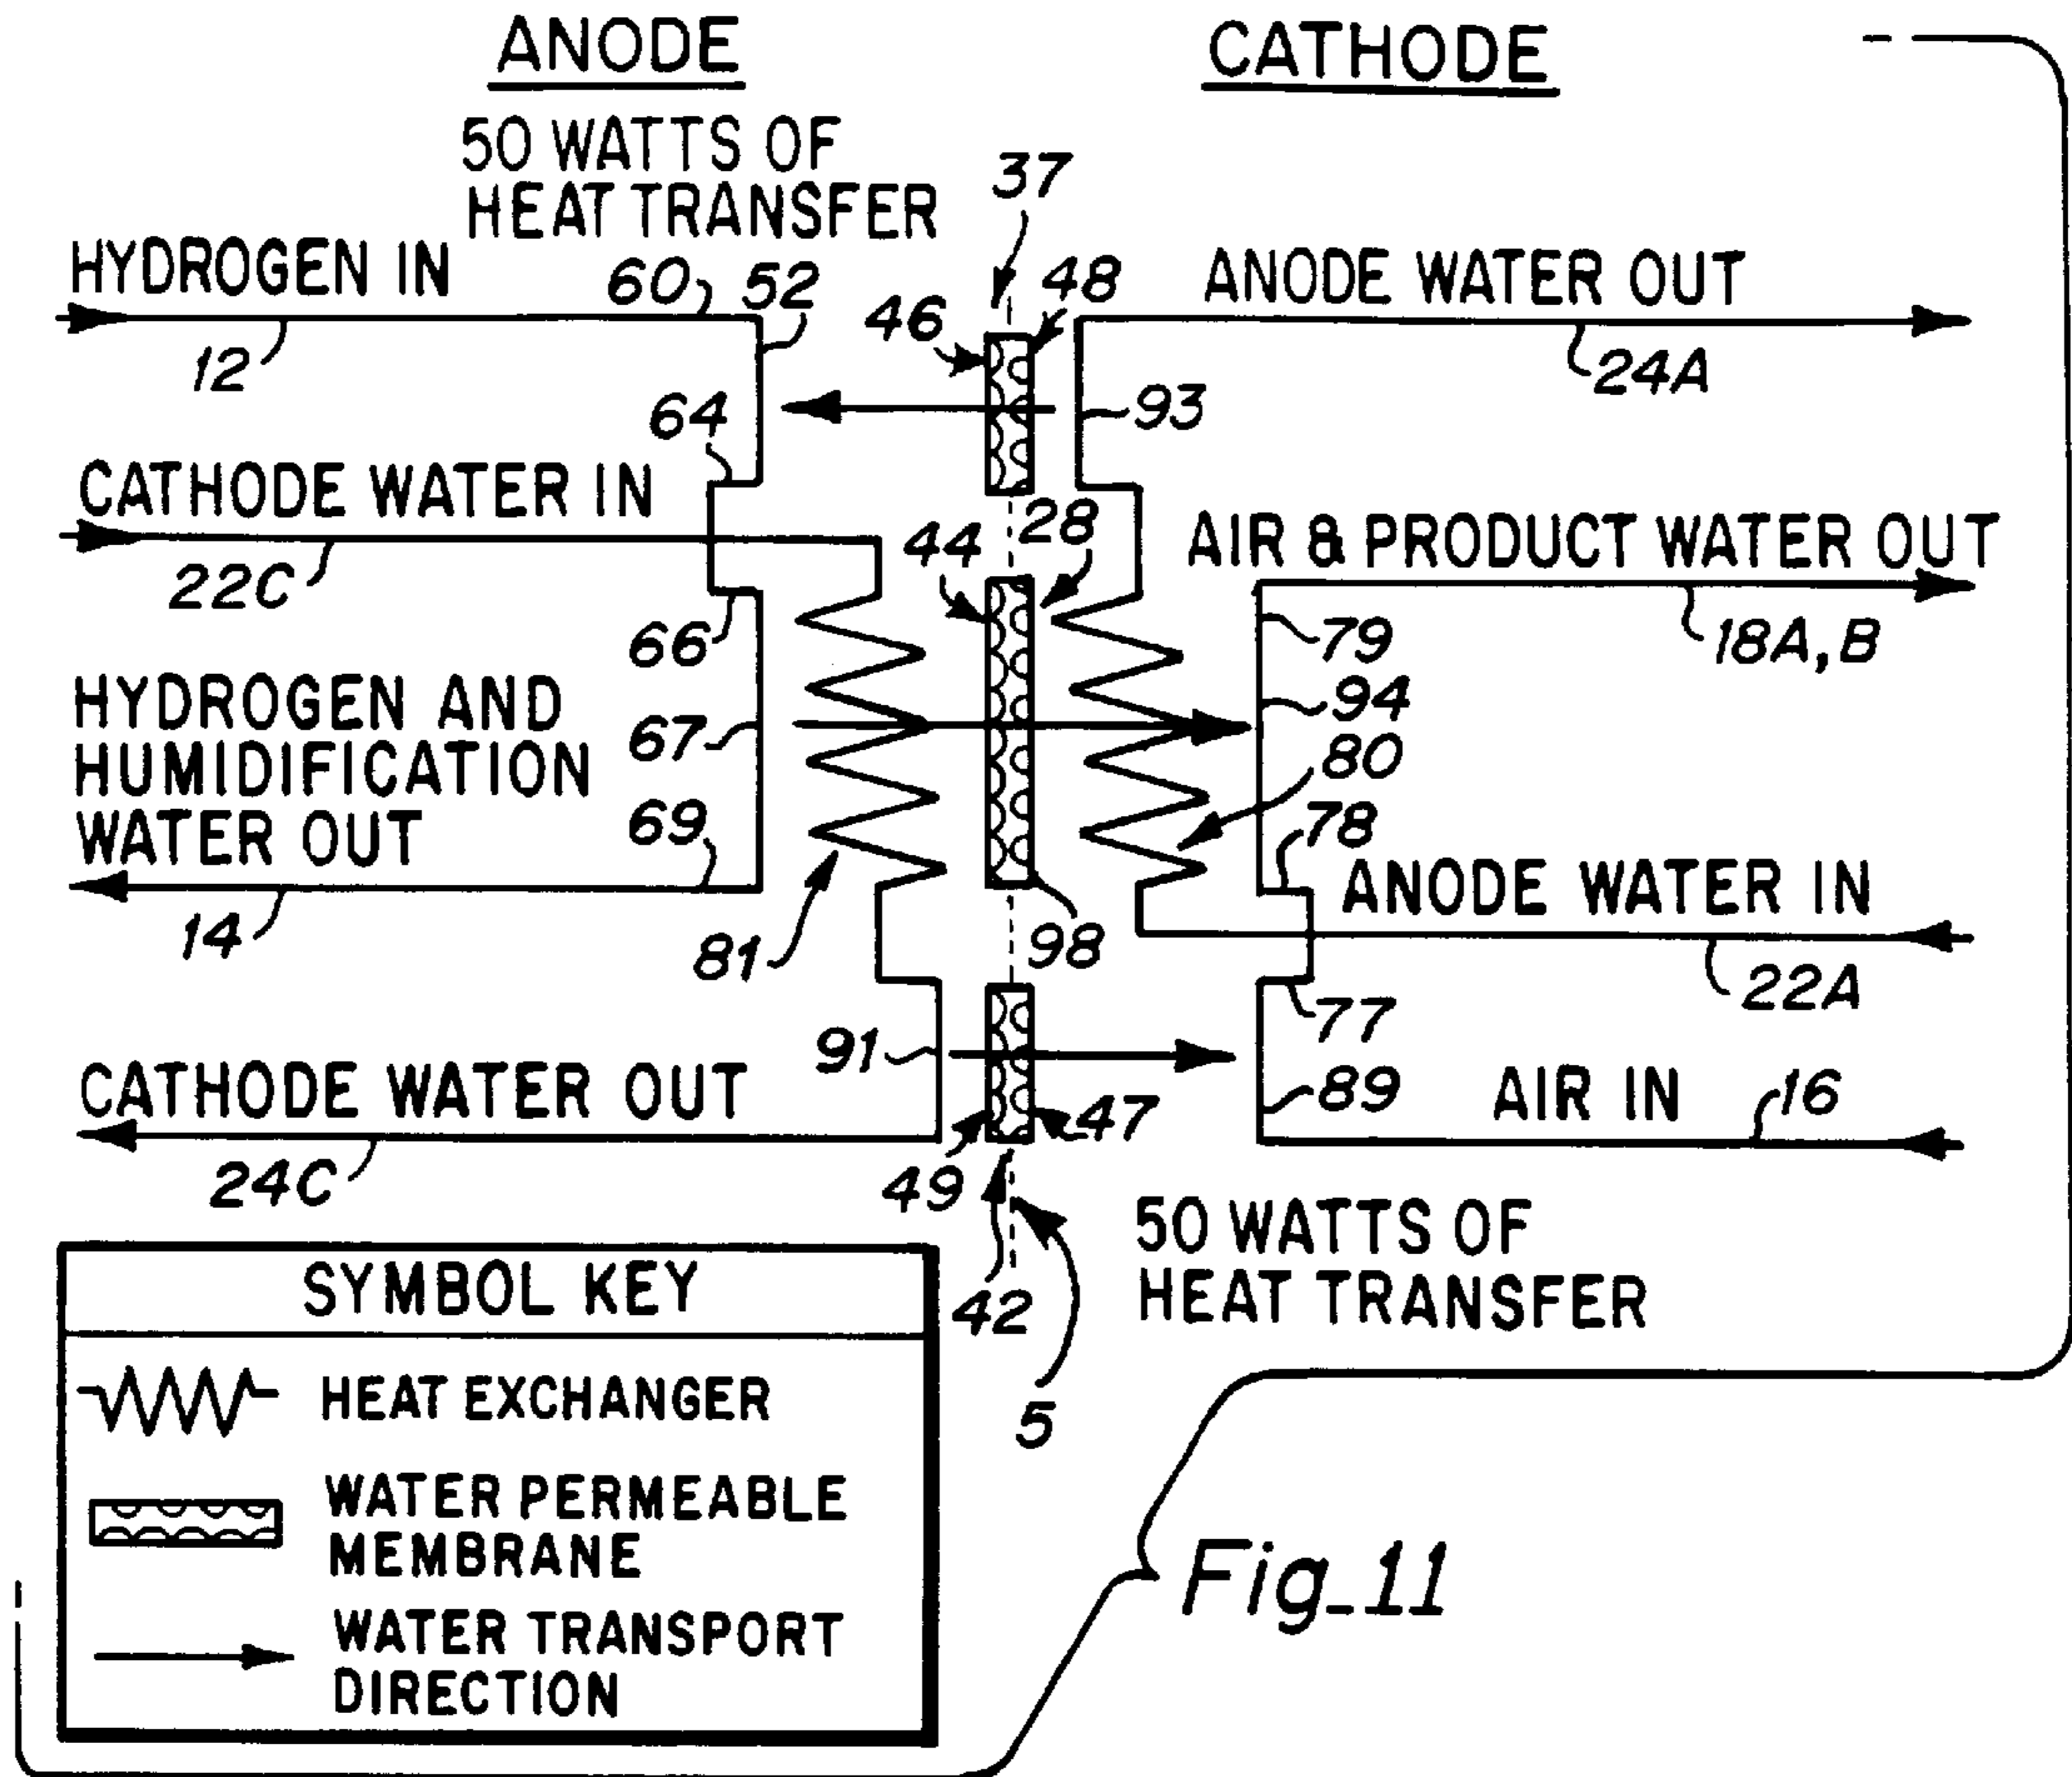 ANODE
CATHODE
50 WATTS OF
HEAT TRANSFER
37
HYDROGEN IN
60
52
46
48
ANODE WATER OUT
12
24A
64
93
CATHODE WATER IN
44
28
AIR & PRODUCT WATER OUT
22C
66
79
18A, B
HYDROGEN AND
HUMIDIFICATION
WATER OUT
67
94
80
69
78
ANODE WATER IN
14
81
98
22A
77
91
89
AIR IN
16
CATHODE WATER OUT
47
24C
49
50 WATTS OF
HEAT TRANSFER
42
5
SYMBOL KEY
HEAT EXCHANGER
WATER PERMEABLE
MEMBRANE
WATER TRANSPORT
DIRECTION
Fig_11